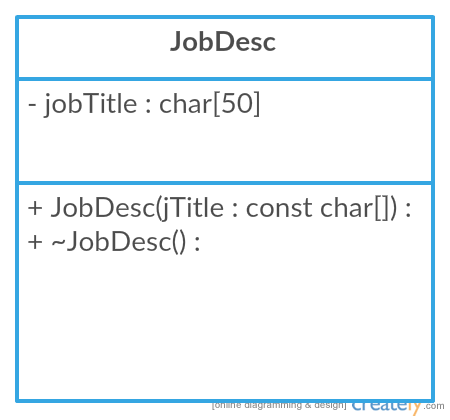 JobDesc
- jobTitle : char[50]
+ JobDesc(jTitle : const char[]) :
+ ~JobDesc() :
[online diagramming & design] creately.com